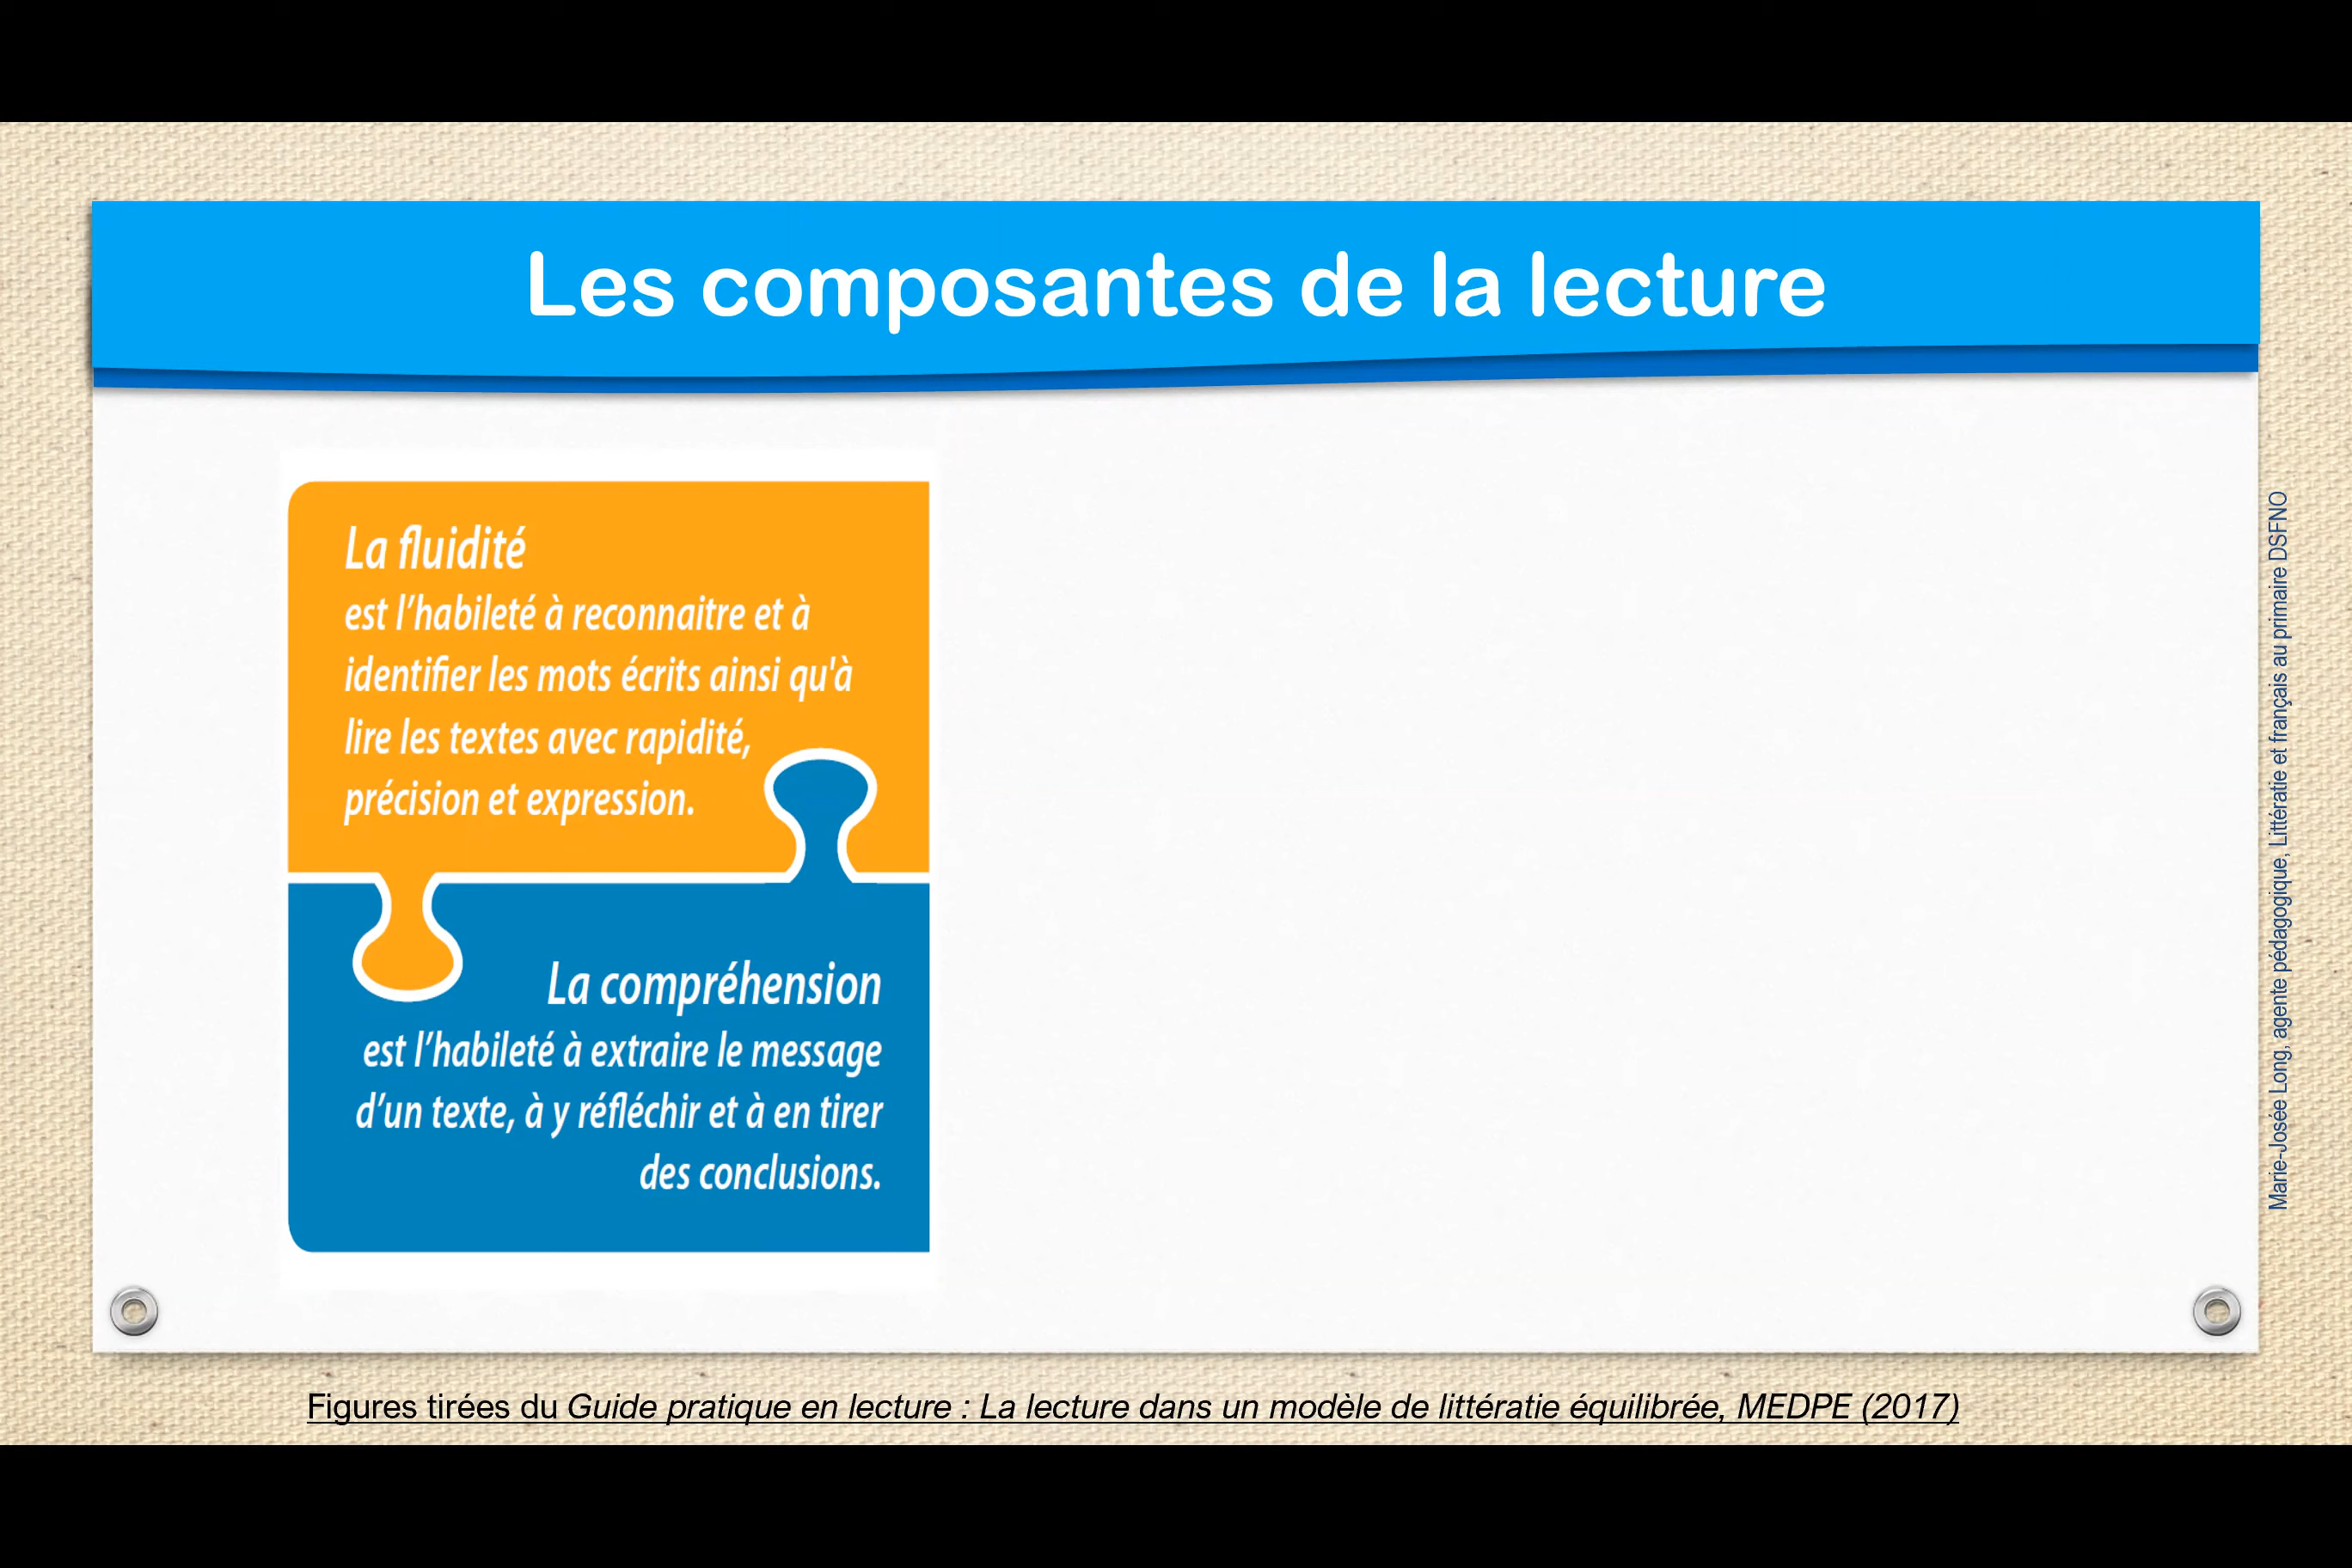 Les composantes de la lecture
La fluidité
est l’habileté à reconnaitre et à
identifier les mots écrits ainsi qu'à
lire les textes avec rapidité,
précision et expression.
La compréhension
est l’habileté à extraire le message
d’un texte, à y réfléchir et à en tirer
des conclusions.
Marie-Josée Long, agente pédagogique, Littératie et français au primaire DSFNO
Figures tirées du Guide pratique en lecture : La lecture dans un modèle de littératie équilibrée, MEDPE (2017)